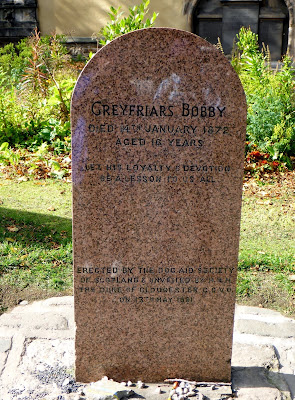 GREYFRIARS BOBBY
DIED 14TH JANUARY 1872
AGED 16 YEARS
LET HIS LOYALTY & DEVOTION
BE A LESSON TO US ALL
ERECTED BY THE DOG AID SOCIETY
OF SCOTLAND & UNVEILED BY H.R.H.
THE DUKE OF GLOUCESTER G.C.V.O.
ON 13TH MAY 1981